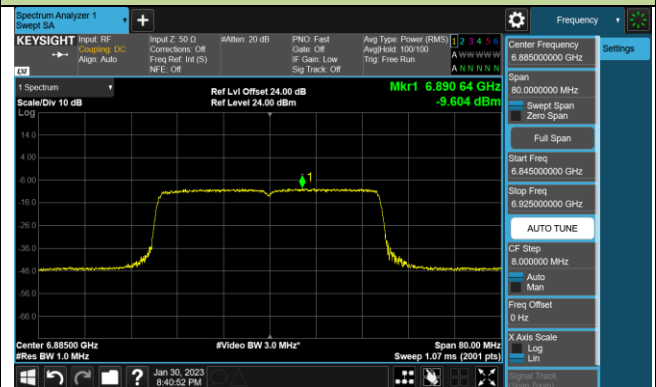 Spectrum Analyzer 1
Swept SA
Frequency
KEYSIGHT
Input: RF
Coupling: DC
Align: Auto
Input Z: 50 Ω
Corrections: Off
Freq Ref: Int (S)
NFE: Off
#Atten: 20 dB
PNO: Fast
Gate: Off
IF Gain: Low
Sig Track: Off
Avg Type: Power (RMS)
Avg|Hold: 100/100
Trig: Free Run
1 2 3 4 5 6
A W W W W W
A N N N N N
LXI
1 Spectrum
Scale/Div 10 dB
Ref Lvl Offset 24.00 dB
Ref Level 24.00 dBm
Mkr1 6.890 64 GHz
-9.604 dBm
Log
14.0
4.00
-6.00
-16.0
-26.0
-36.0
-46.0
-56.0
-66.0
1
Center 6.88500 GHz
#Res BW 1.0 MHz
#Video BW 3.0 MHz*
Span 80.00 MHz
Sweep 1.07 ms (2001 pts)
Jan 30, 2023
8:40:52 PM
Center Frequency
6.885000000 GHz
Settings
Span
80.0000000 MHz
Swept Span
Zero Span
Full Span
Start Freq
6.845000000 GHz
Stop Freq
6.925000000 GHz
AUTO TUNE
CF Step
8.000000 MHz
Auto
Man
Freq Offset
0 Hz
X Axis Scale
Log
Lin
Signal Track
(Span Zoom)